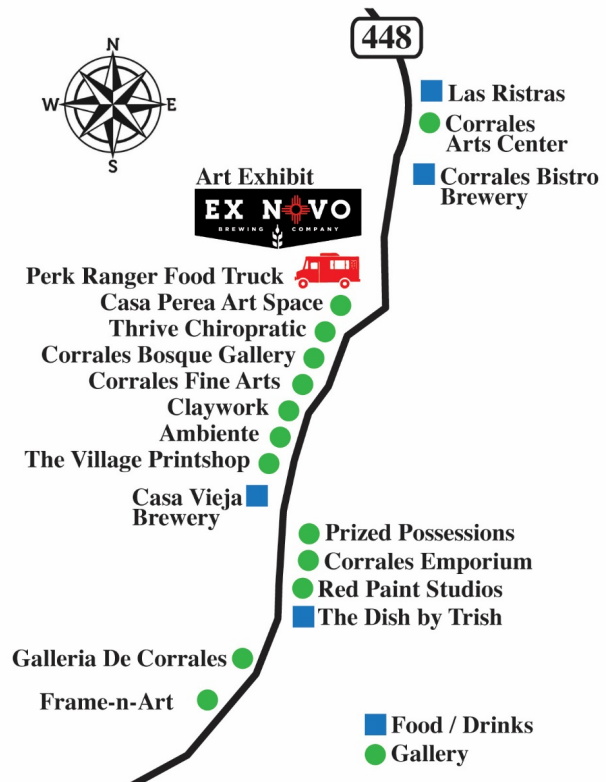 448
N
W E
S
Las Ristras
Corrales
Arts Center
Corrales Bistro
Brewery
Art Exhibit
EX NOVO
BREWING COMPANY
Perk Ranger Food Truck
Casa Perea Art Space
Thrive Chiropratic
Corrales Bosque Gallery
Corrales Fine Arts
Claywork
Ambiente
The Village Printshop
Casa Vieja
Brewery
Prized Possessions
Corrales Emporium
Red Paint Studios
The Dish by Trish
Galleria De Corrales
Frame-n-Art
Food / Drinks
Gallery